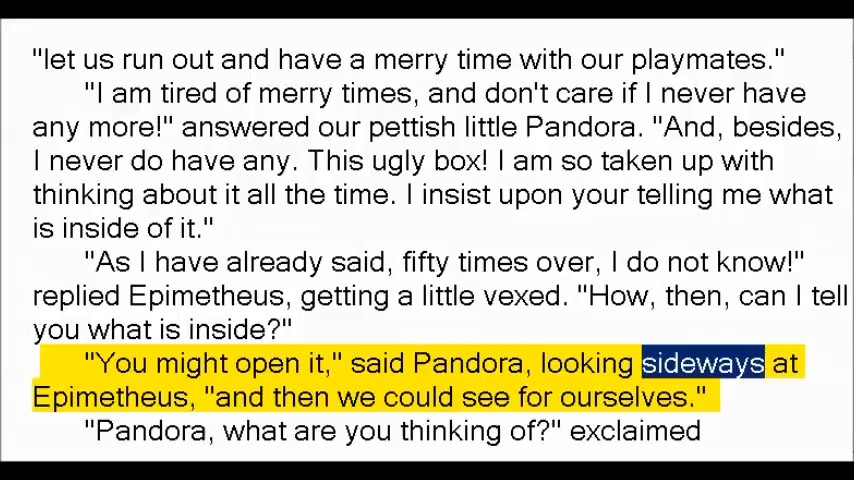 "let us run out and have a merry time with our playmates."
"I am tired of merry times, and don't care if I never have
any more!" answered our pettish little Pandora. "And, besides,
I never do have any. This ugly box! I am so taken up with
thinking about it all the time. I insist upon your telling me what
is inside of it."
"As I have already said, fifty times over, I do not know!"
replied Epimetheus, getting a little vexed. "How, then, can I tell
you what is inside?"
"You might open it," said Pandora, looking sideways at
Epimetheus, "and then we could see for ourselves."
"Pandora, what are you thinking of?" exclaimed